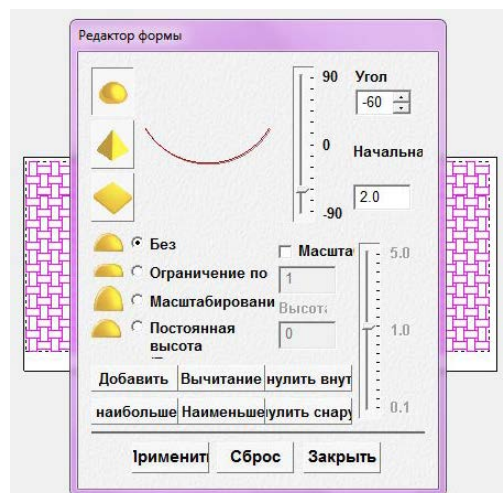 Редактор формы
90
Угол
-60
0
Начальна
2.0
-90
Без
Масшта
5.0
Ограничение по
1
Масштабировани
Высота
Постоянная
высота
0
1.0
Добавить
Вычитание
нулить внут
наибольше
Наименьше
улить снару
0.1
Применит
Сброс
Закрыть